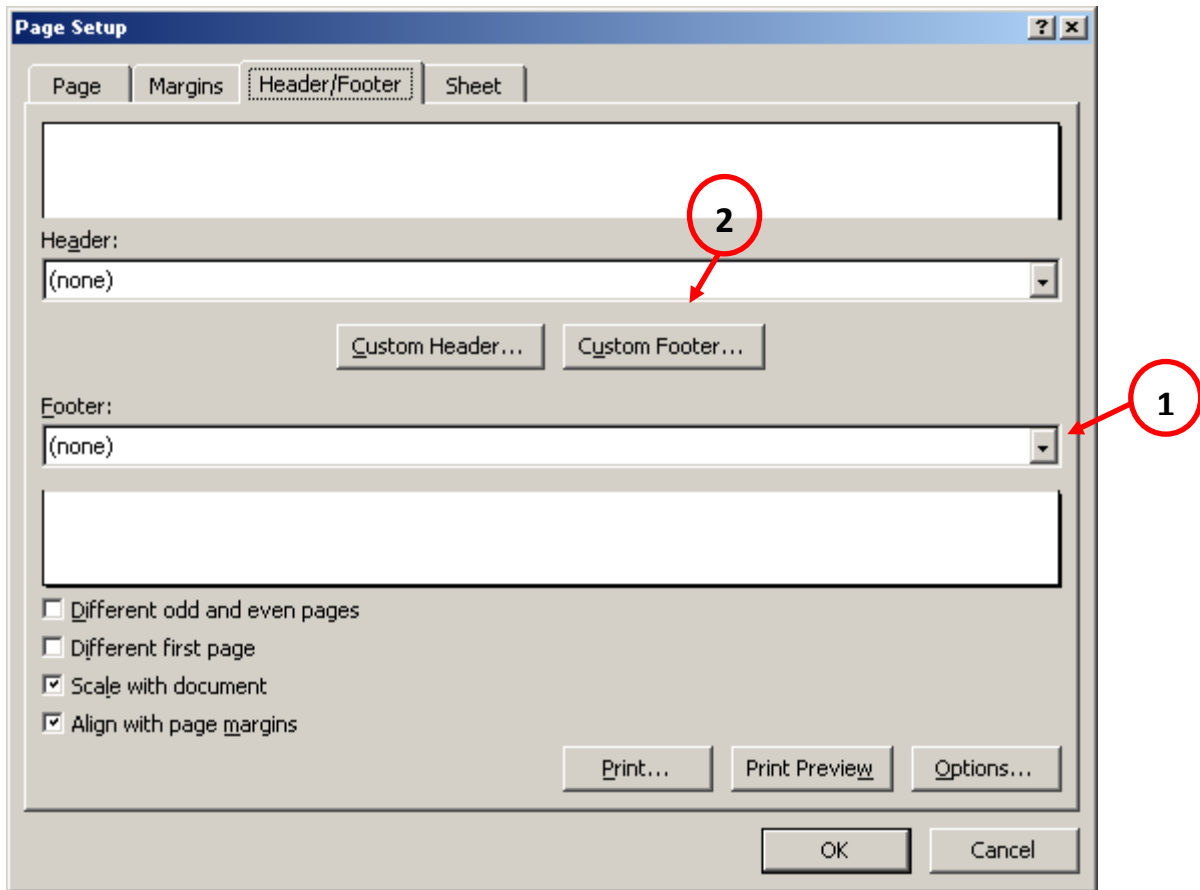 Page Setup
Page Margins Header/Footer Sheet
2
Header:
(none)
Custom Header... Custom Footer...
Footer:
1
(none)
Different odd and even pages
Different first page
Scale with document
Align with page margins
Print... Print Preview Options...
OK Cancel